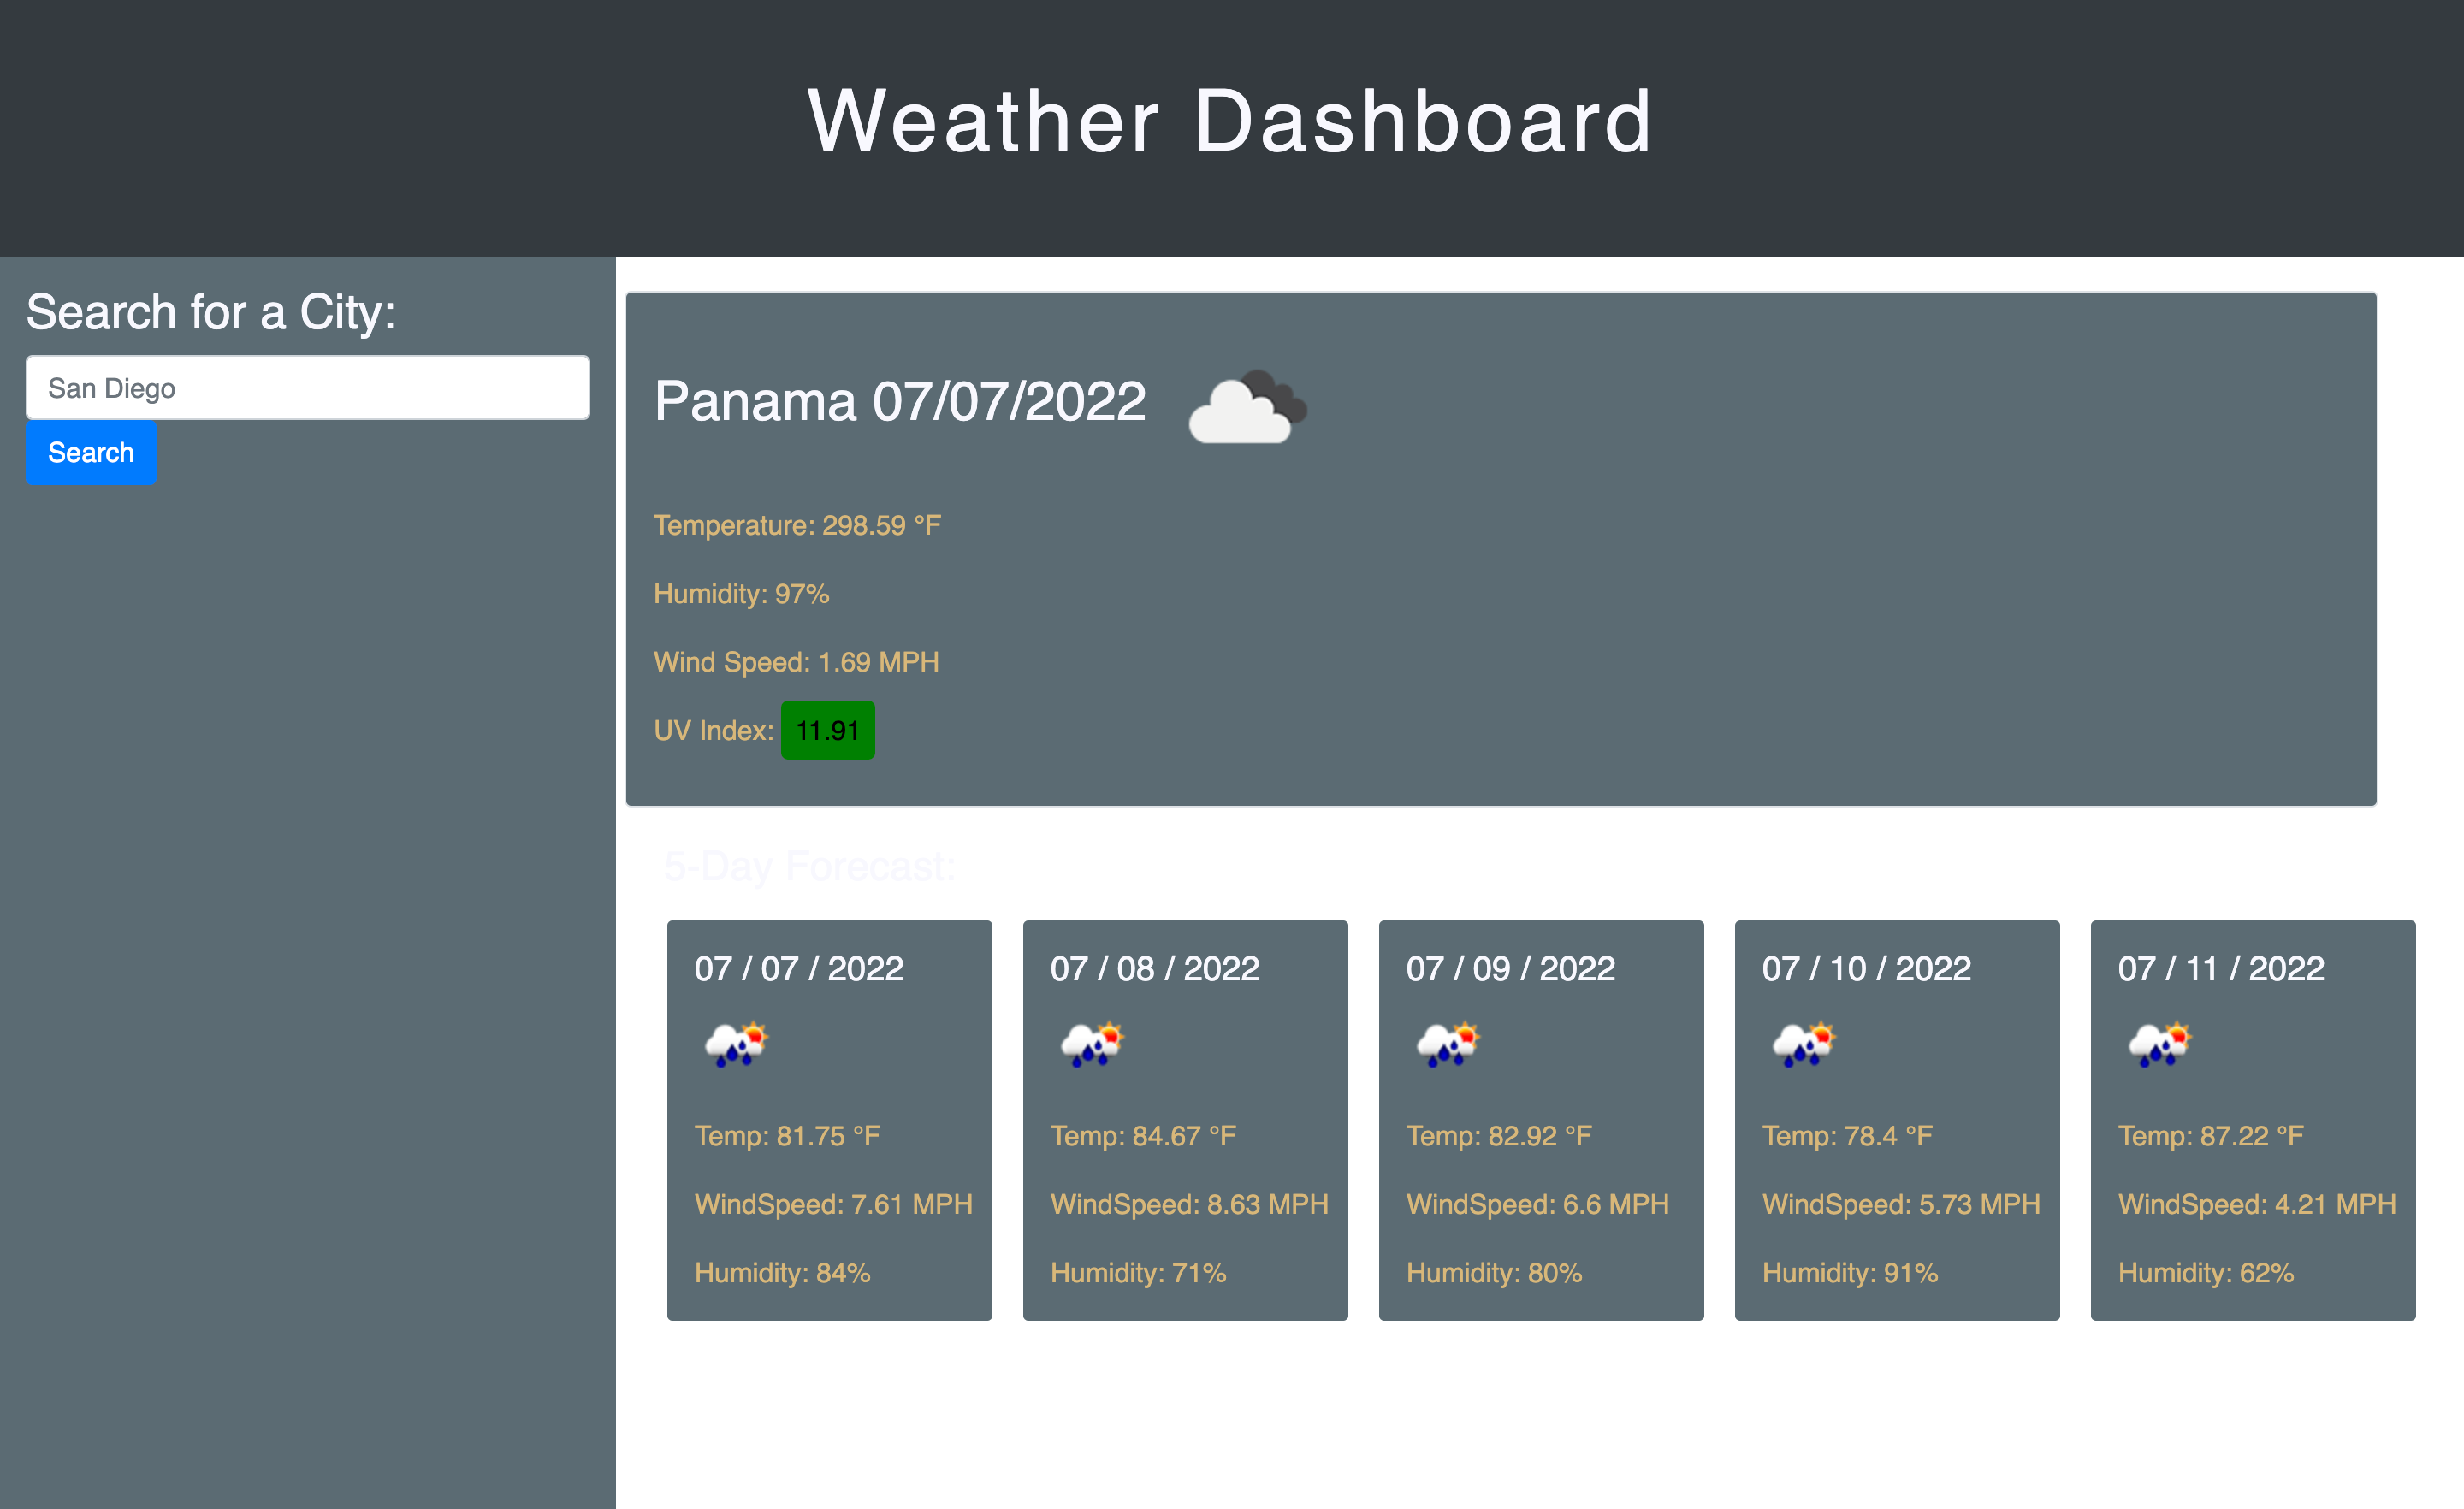 Weather Dashboard
Search for a City:
San Diego
Search
Panama 07/07/2022
Temperature: 298.59 °F
Humidity: 97%
Wind Speed: 1.69 MPH
UV Index: 11.91
5-Day Forecast:
07 / 07 / 2022
Temp: 81.75 °F
WindSpeed: 7.61 MPH
Humidity: 84%
07 / 08 / 2022
Temp: 84.67 °F
WindSpeed: 8.63 MPH
Humidity: 71%
07 / 09 / 2022
Temp: 82.92 °F
WindSpeed: 6.6 MPH
Humidity: 80%
07 / 10 / 2022
Temp: 78.4 °F
WindSpeed: 5.73 MPH
Humidity: 91%
07 / 11 / 2022
Temp: 87.22 °F
WindSpeed: 4.21 MPH
Humidity: 62%